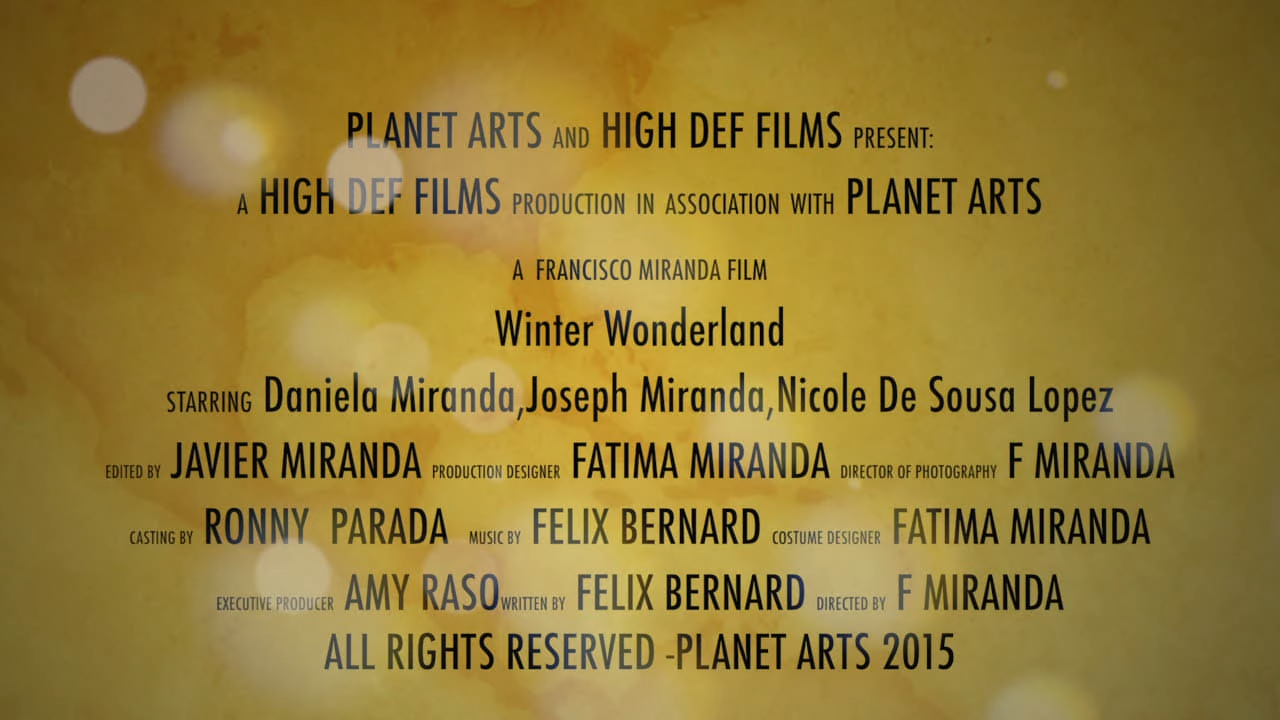 PLANET ARTS AND HIGH DEF FILMS PRESENT:
A HIGH DEF FILMS PRODUCTION IN ASSOCIATION WITH PLANET ARTS
A FRANCISCO MIRANDA FILM
Winter Wonderland
STARRING Daniela Miranda,Joseph Miranda,Nicole De Sousa Lopez
EDITED BY JAVIER MIRANDA PRODUCTION DESIGNER FATIMA MIRANDA DIRECTOR OF PHOTOGRAPHY F MIRANDA
CASTING BY RONNY PARADA MUSIC BY FELIX BERNARD COSTUME DESIGNER FATIMA MIRANDA
EXECUTIVE PRODUCER AMY RASO WRITTEN BY FELIX BERNARD DIRECTED BY F MIRANDA
ALL RIGHTS RESERVED -PLANET ARTS 2015